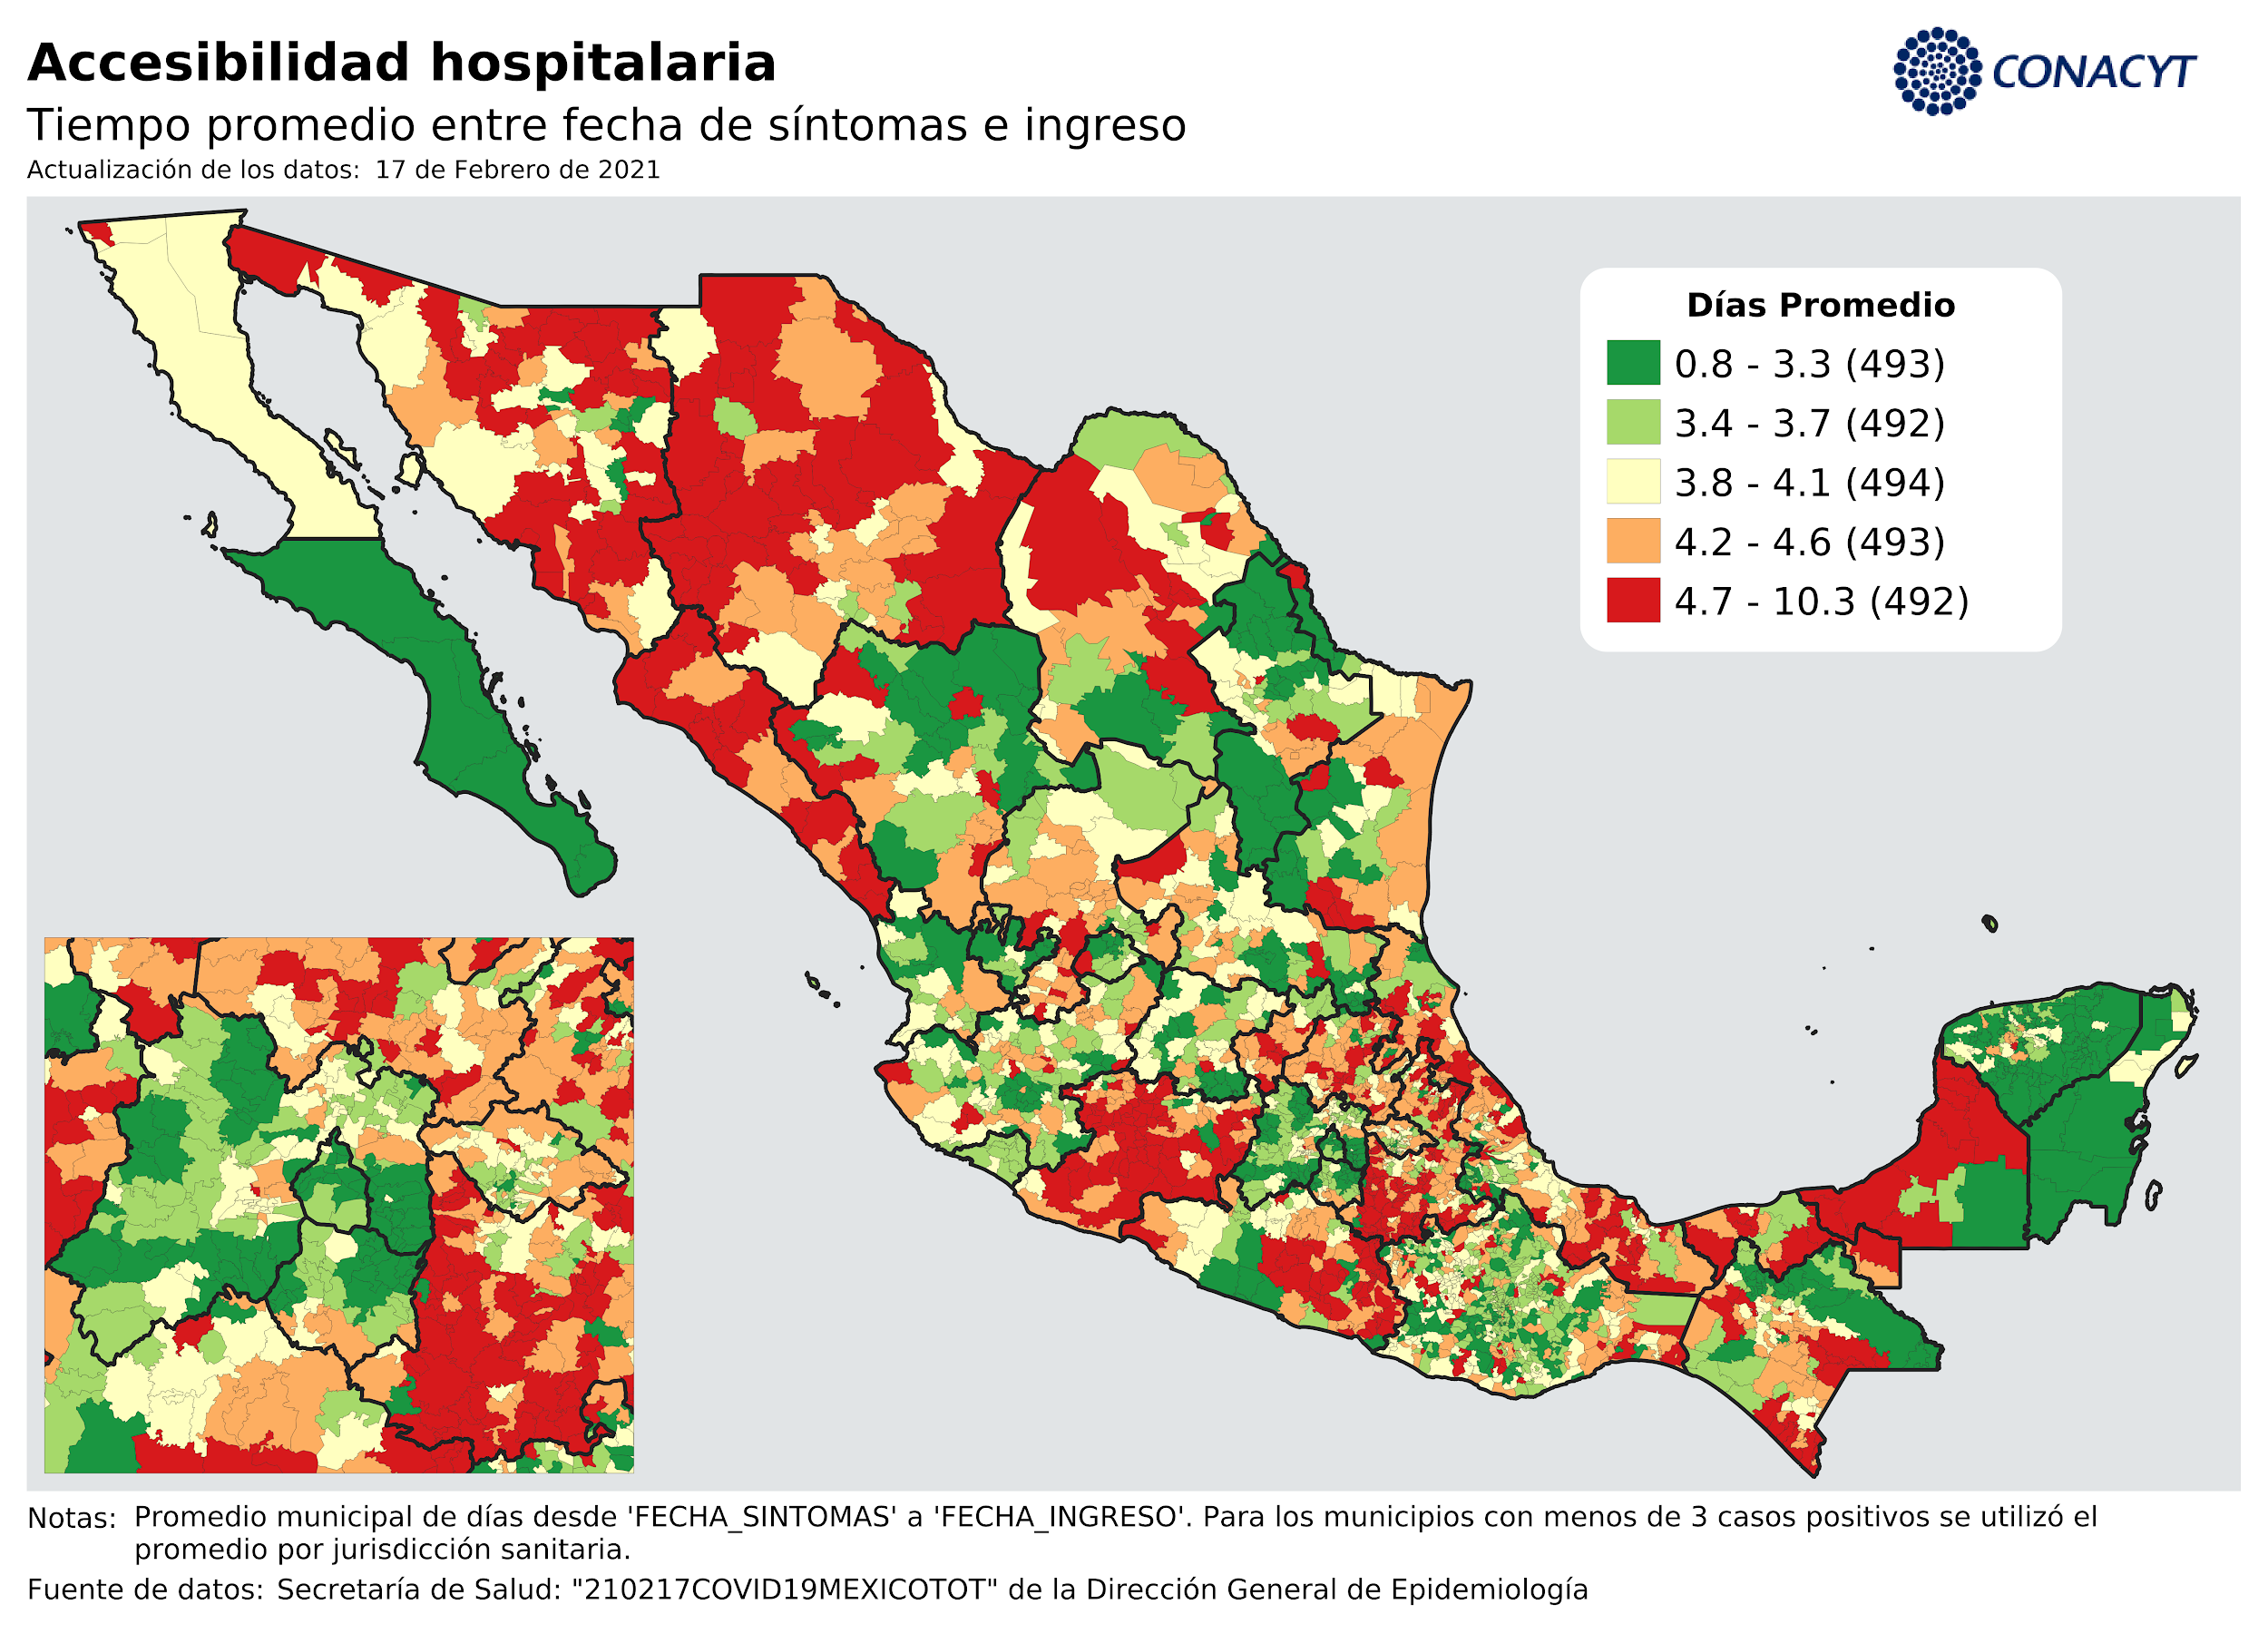 Accesibilidad hospitalaria
CONACYT
Tiempo promedio entre fecha de síntomas e ingreso
Actualización de los datos: 17 de Febrero de 2021
Días Promedio
0.8 - 3.3 (493)
3.4 - 3.7 (492)
3.8 - 4.1 (494)
4.2 - 4.6 (493)
4.7 - 10.3 (492)
Notas: Promedio municipal de días desde 'FECHA_SINTOMAS' a 'FECHA_INGRESO'. Para los municipios con menos de 3 casos positivos se utilizó el
promedio por jurisdicción sanitaria.
Fuente de datos: Secretaría de Salud: "210217COVID19MEXICOTOT" de la Dirección General de Epidemiología